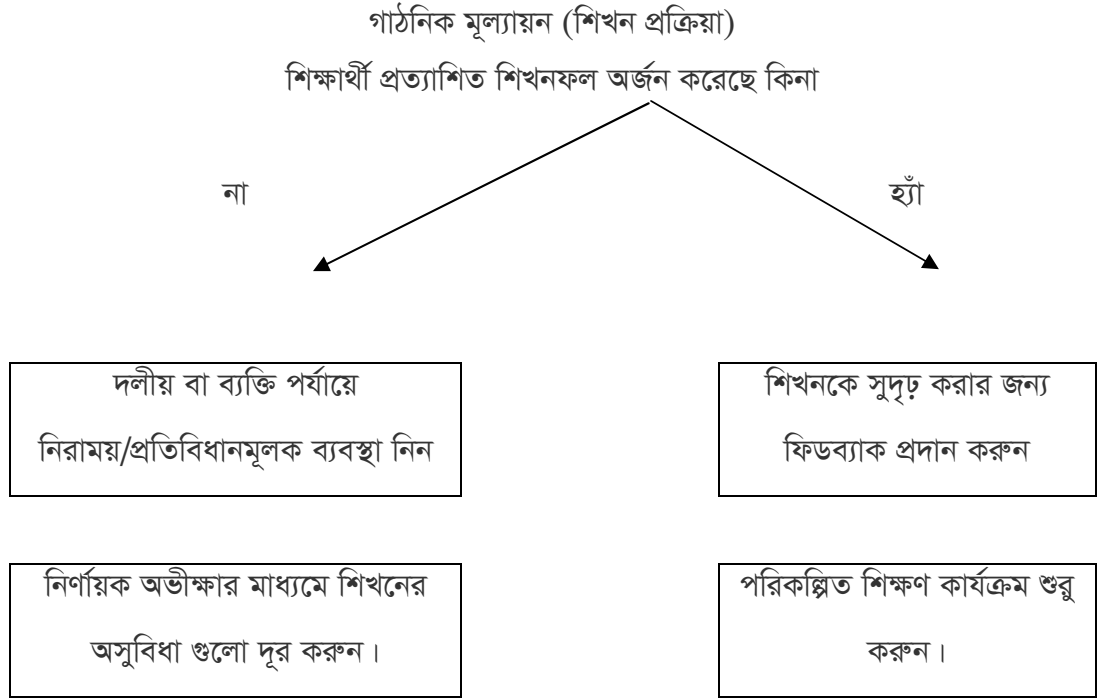 গাঠনিক মূল্যায়ন (শিখন প্রক্রিয়া)
শিক্ষার্থী প্রত্যাশিত শিখনফল অর্জন করেছে কিনা
না
হ্যাঁ
দলীয় বা ব্যক্তি পর্যায়ে
নিরাময়/প্রতিবিধানমূলক ব্যবস্থা নিন
শিখনকে সুদৃঢ় করার জন্য
ফিডব্যাক প্রদান করুন
নির্ণায়ক অভীক্ষার মাধ্যমে শিখনের
অসুবিধা গুলো দূর করুন।
পরিকল্পিত শিক্ষণ কার্যক্রম শুরু
করুন।